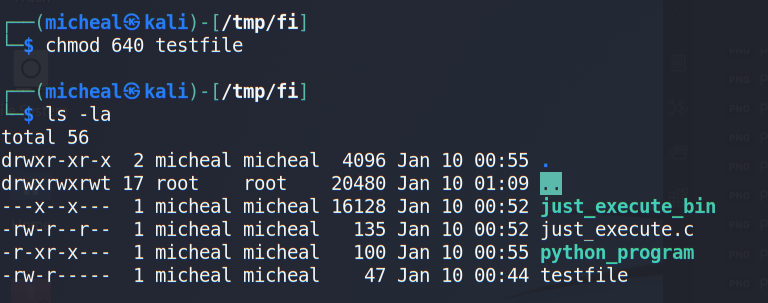 ┌──(micheal㉿kali)-[/tmp/fi]
└─$ chmod 640 testfile
┌──(micheal㉿kali)-[/tmp/fi]
└─$ ls -la
total 56
drwxr-xr-x  2 micheal micheal  4096 Jan 10 00:55 .
drwxrwxrwt 17 root    root    20480 Jan 10 01:09 ..
---x--x---  1 micheal micheal 16128 Jan 10 00:52 just_execute_bin
-rw-r--r--  1 micheal micheal   135 Jan 10 00:52 just_execute.c
-r-xr-x---  1 micheal micheal   100 Jan 10 00:55 python_program
-rw-r-----  1 micheal micheal    47 Jan 10 00:44 testfile